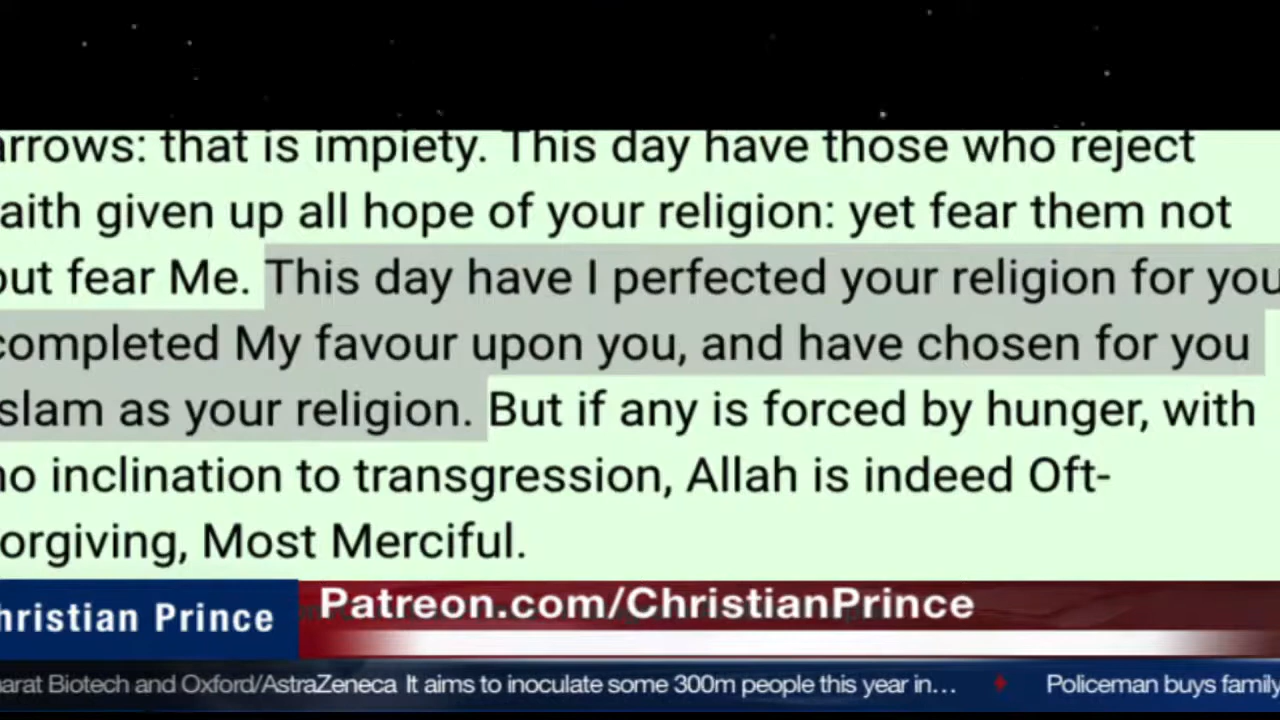 arrows: that is impiety. This day have those who reject
aith given up all hope of your religion: yet fear them not
but fear Me. This day have I perfected your religion for you
completed My favour upon you, and have chosen for you
slam as your religion. But if any is forced by hunger, with
no inclination to transgression, Allah is indeed Oft-
orgiving, Most Merciful.
hristian Prince
Patreon.com/ChristianPrince
arat Biotech and Oxford/AstraZeneca It aims to inoculate some 300m people this year in… Policeman buys family